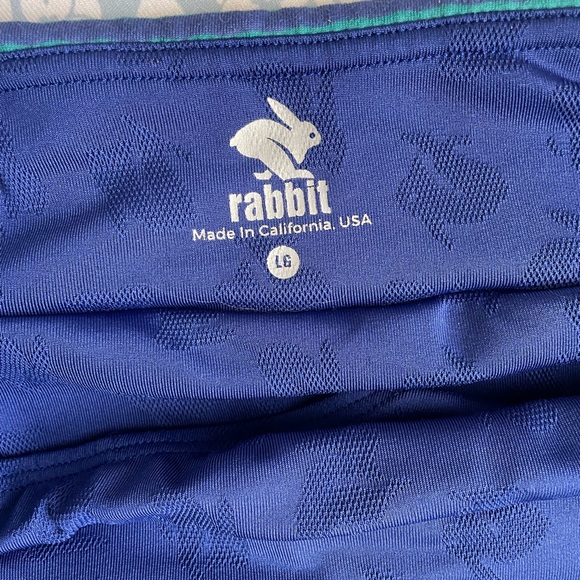 rabbit
Made In California, USA
LG